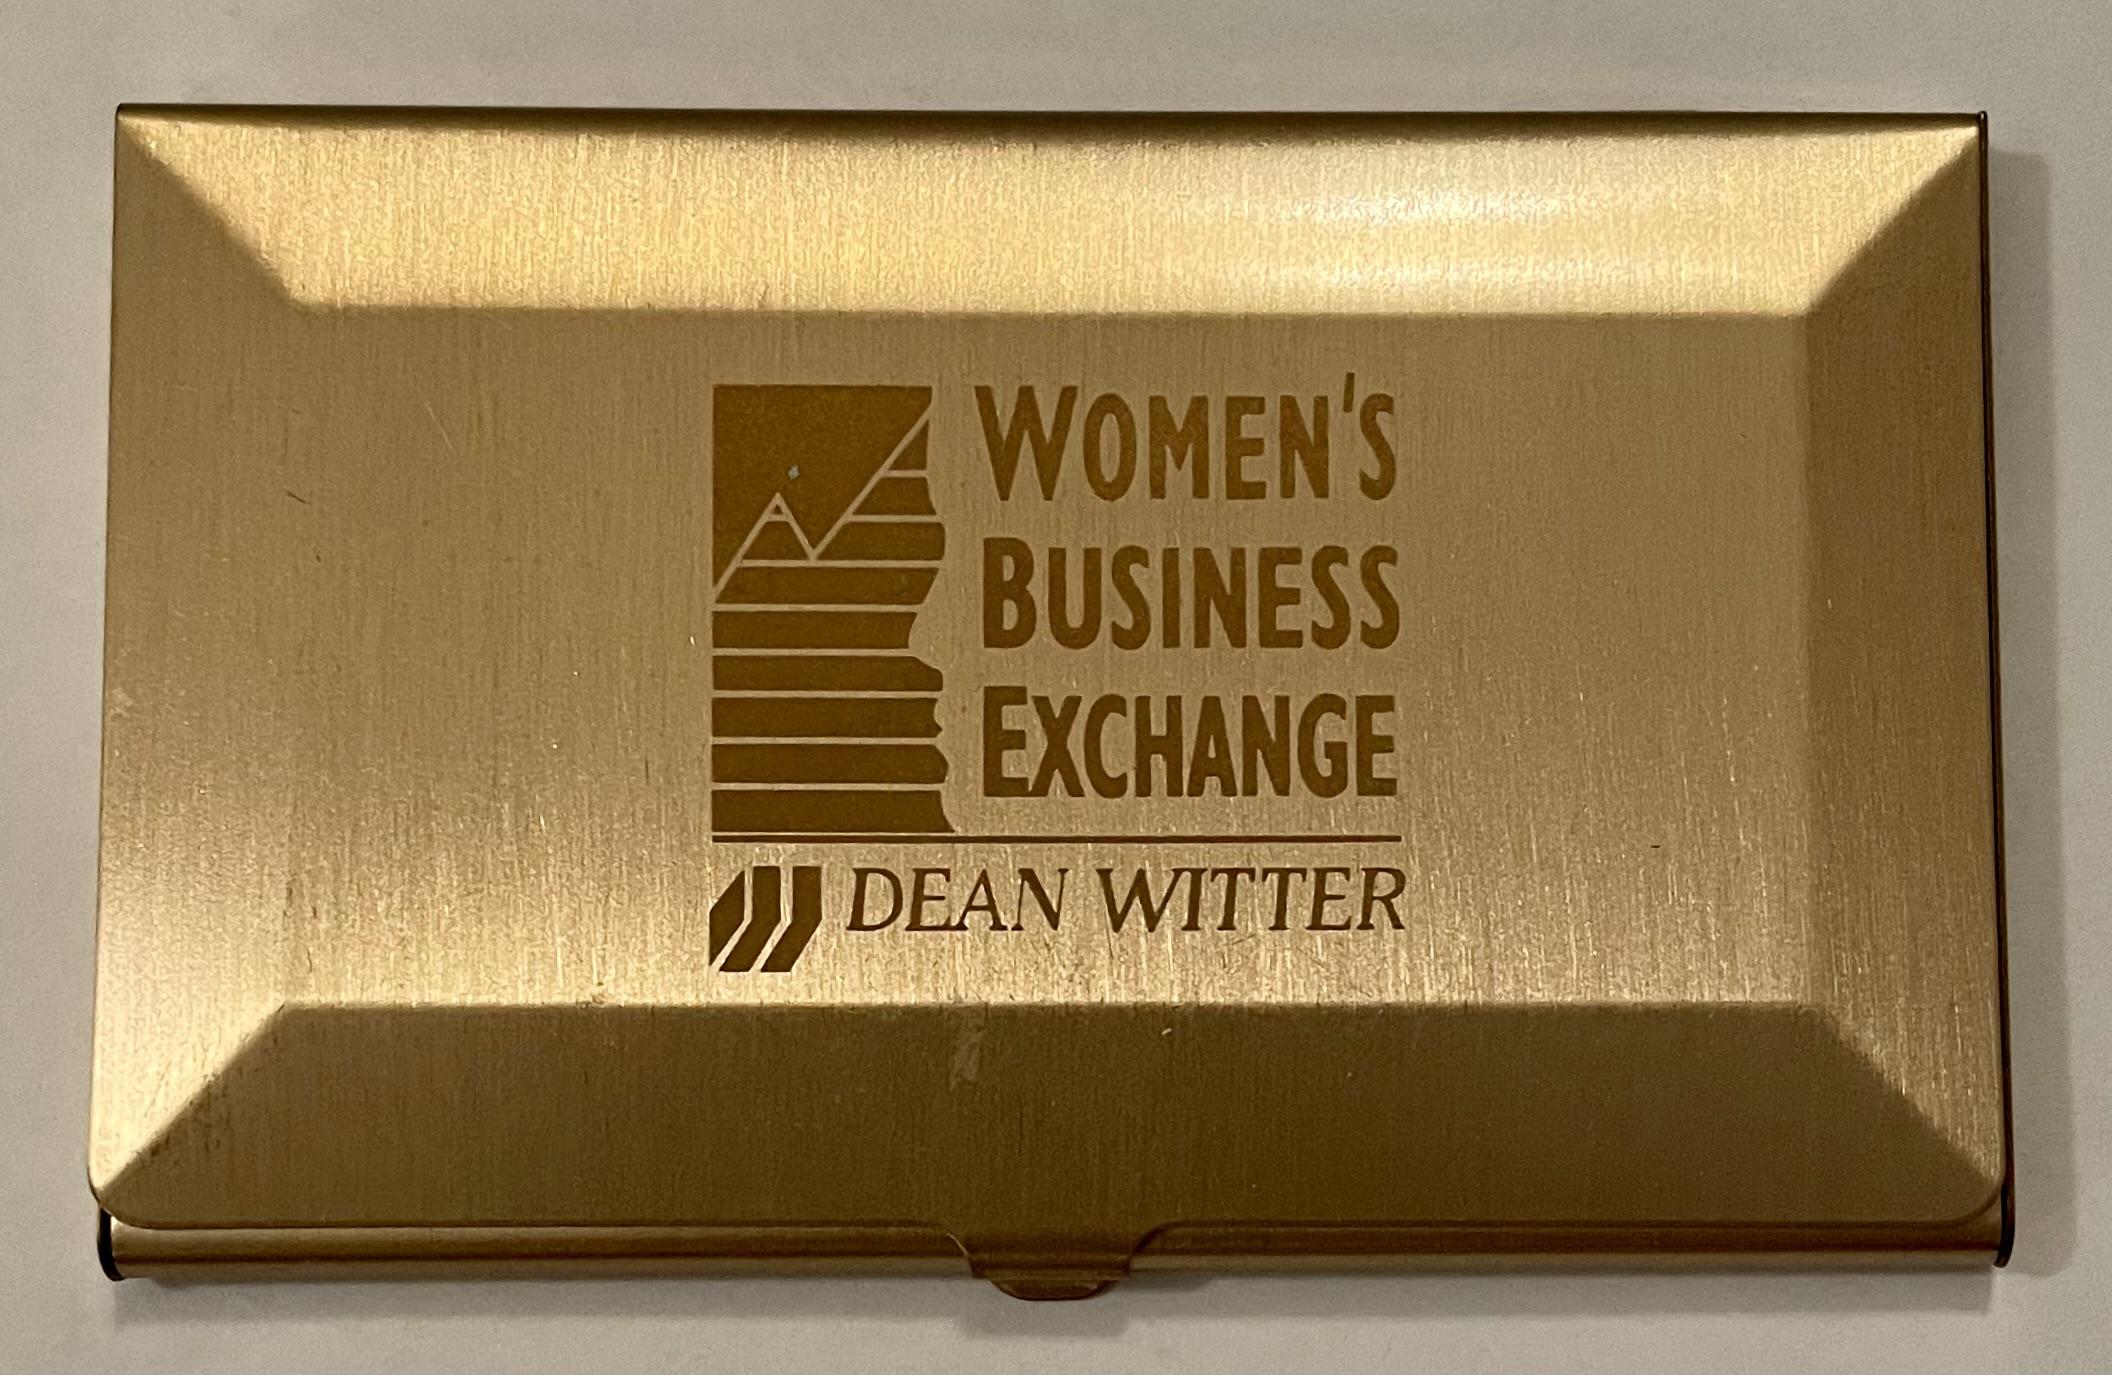 WOMEN'S
BUSINESS
EXCHANGE
DEAN WITTER